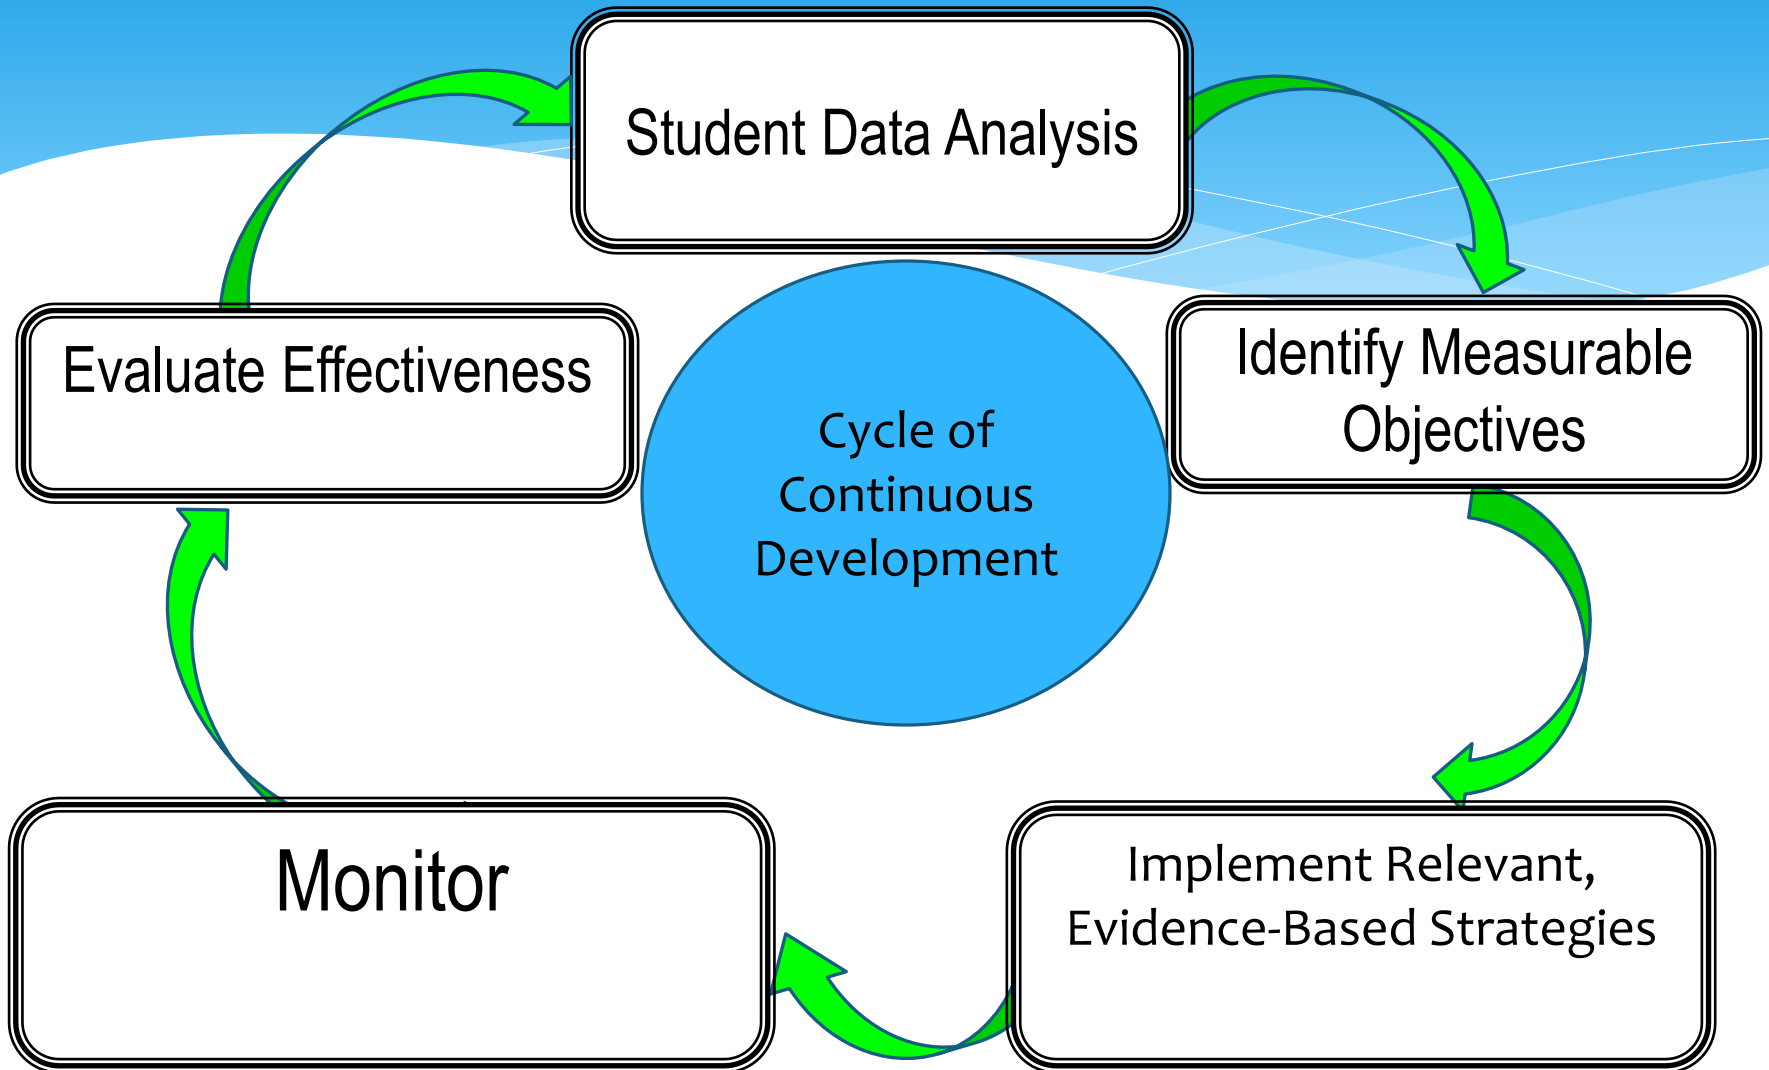 Student Data Analysis
Identify Measurable
Objectives
Implement Relevant,
Evidence-Based Strategies
Monitor
Evaluate Effectiveness
Cycle of
Continuous
Development